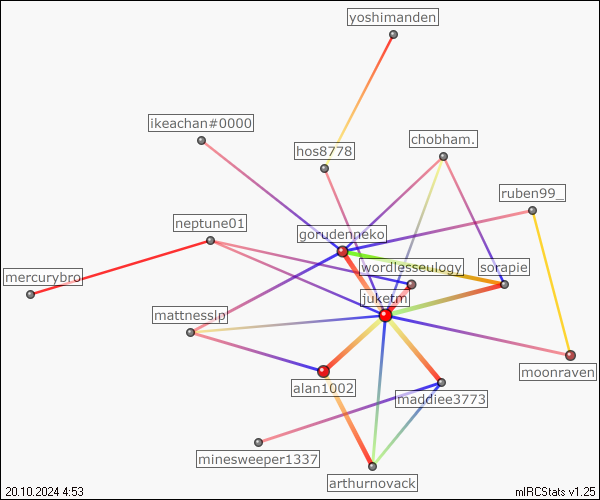 yoshimanden
ikeachan#0000
chobham.
hos8778
ruben99_
neptune01
gorudenneko
wordlesseulogy
sorapie
mercurybro
juketm
mattnesslp
moonraven
alan1002
maddiee3773
minesweeper1337
arthurnovack
20.10.2024 4:53
mIRCStats v1.25